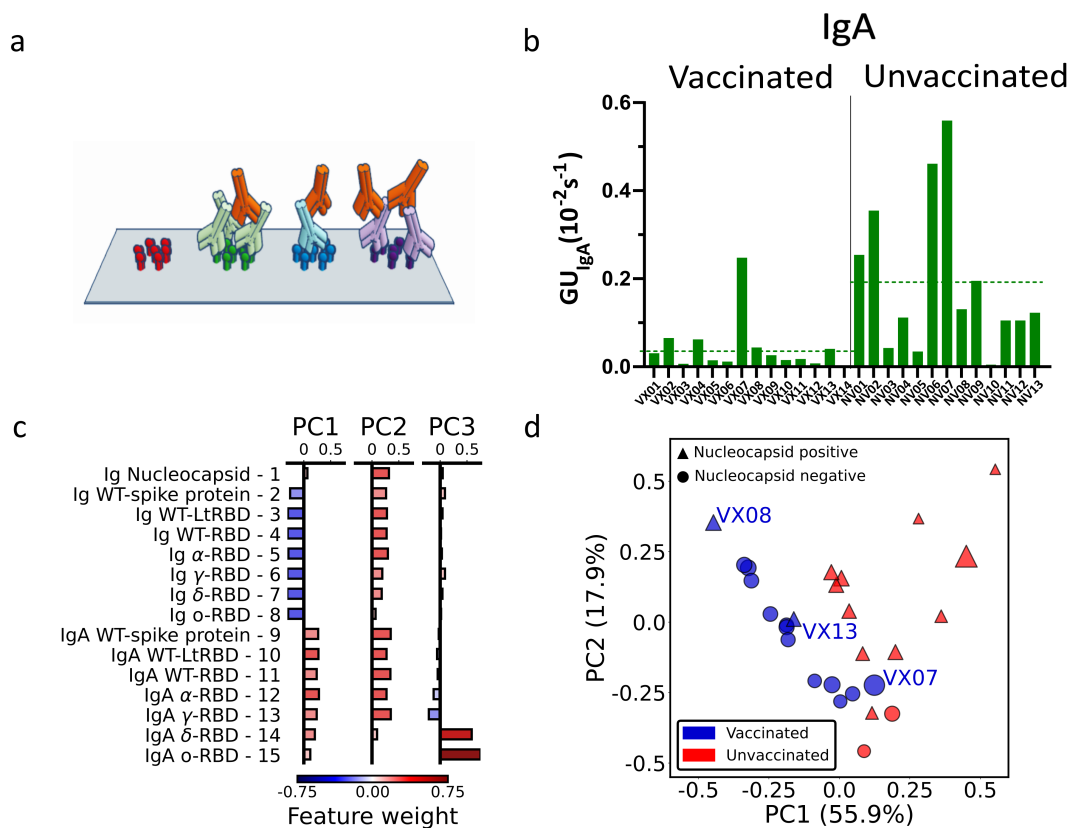 a
b
IgA
Vaccinated
Unvaccinated
GU_IgA(10^-2 s^-1)
0.6
0.4
0.2
0.0
VX01
VX02
VX03
VX04
VX05
VX06
VX07
VX08
VX09
VX10
VX11
VX12
VX13
VX14
NV01
NV02
NV03
NV04
NV05
NV06
NV07
NV08
NV09
NV10
NV11
NV12
NV13
c
PC1
PC2
PC3
0 0.5
0 0.5
0 0.5
Ig Nucleocapsid - 1
Ig WT-spike protein - 2
Ig WT-LtRBD - 3
Ig WT-RBD - 4
Ig α-RBD - 5
Ig γ-RBD - 6
Ig δ-RBD - 7
Ig o-RBD - 8
IgA WT-spike protein - 9
IgA WT-LtRBD - 10
IgA WT-RBD - 11
IgA α-RBD - 12
IgA γ-RBD - 13
IgA δ-RBD - 14
IgA o-RBD - 15
-0.75 0.00 0.75
Feature weight
d
Nucleocapsid positive
Nucleocapsid negative
VX08
VX13
VX07
Vaccinated
Unvaccinated
0.5
0.25
0.0
-0.25
-0.5
PC2 (17.9%)
-0.5 -0.25 0.0 0.25 0.5
PC1 (55.9%)